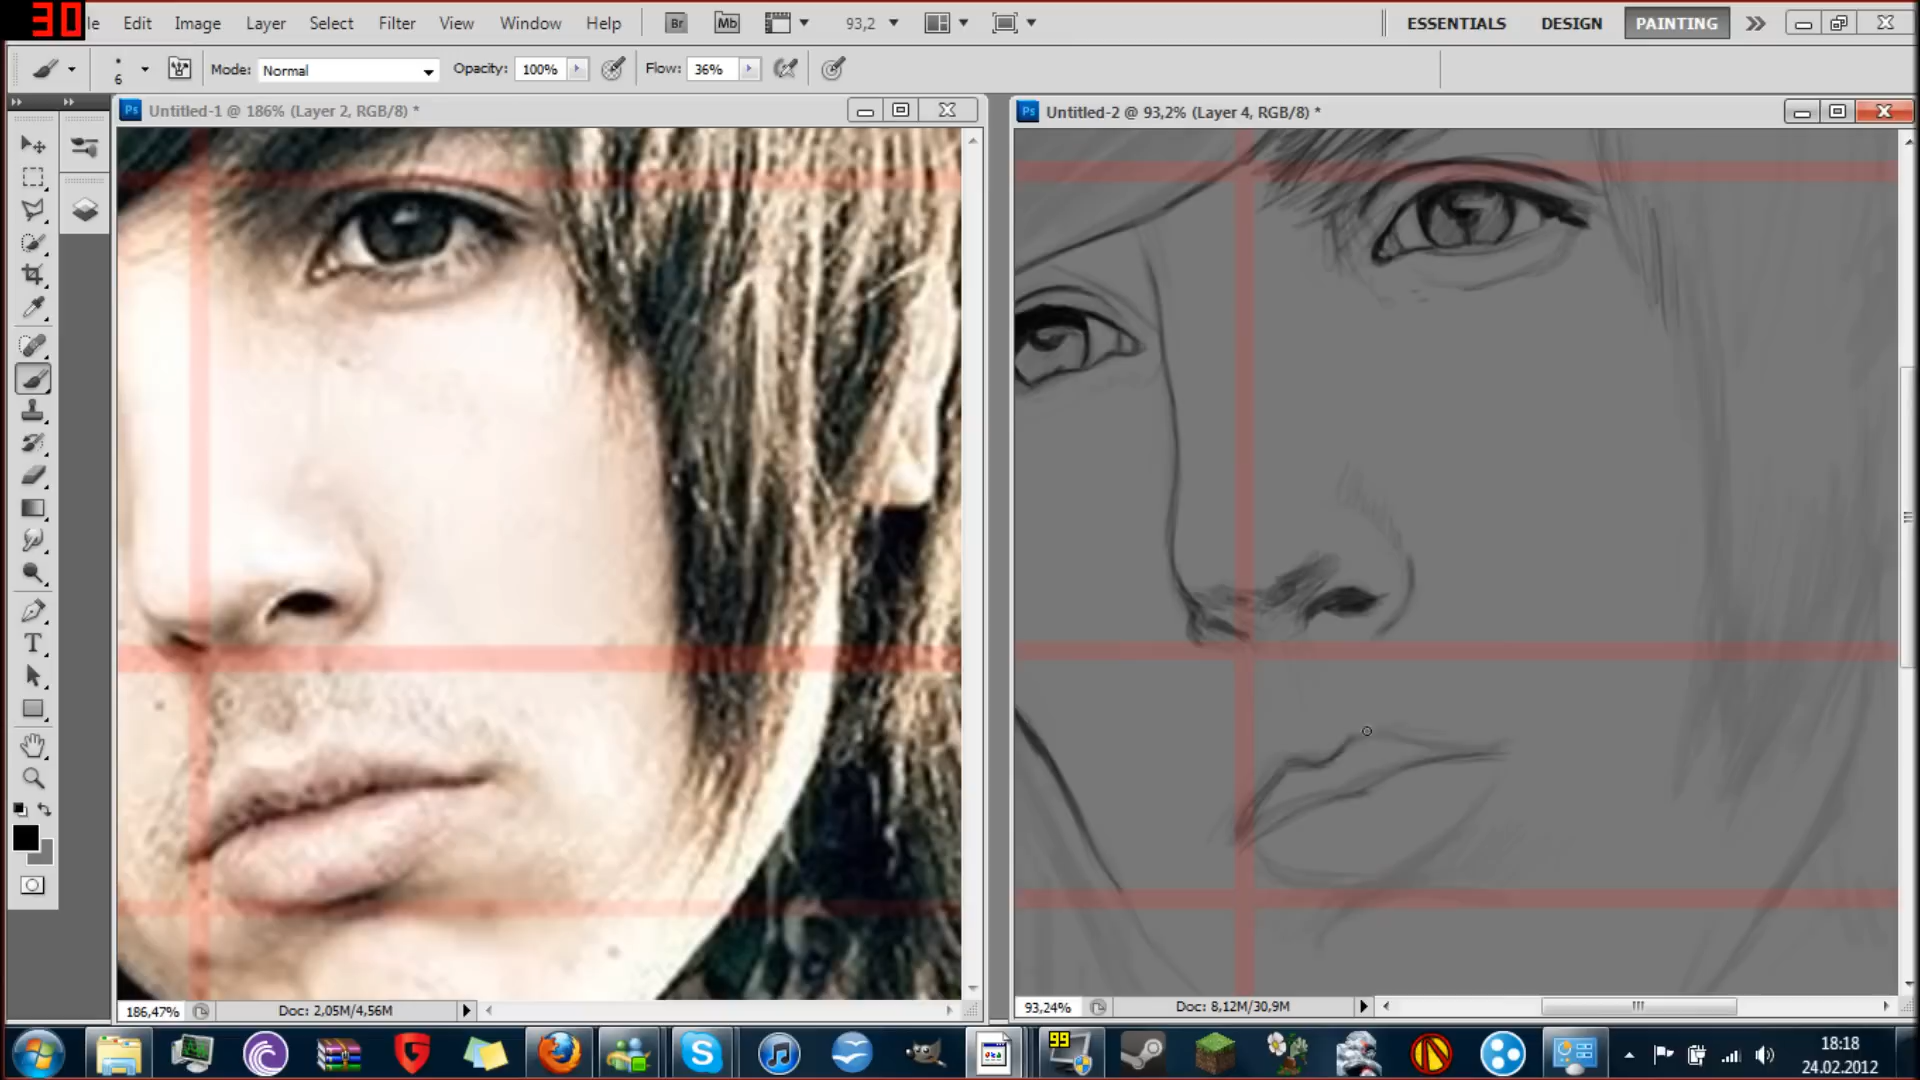 30
le Edit Image Layer Select Filter View Window Help Br Mb 93,2 ESSENTIALS DESIGN PAINTING
6 Mode: Normal Opacity: 100% Flow: 36%
Ps Untitled-1 @ 186% (Layer 2, RGB/8) *
Ps Untitled-2 @ 93,2% (Layer 4, RGB/8) *
T
186,47% Doc: 2,05M/4,56M
93,24% Doc: 8,12M/30,9M
99
18:18
24.02.2012